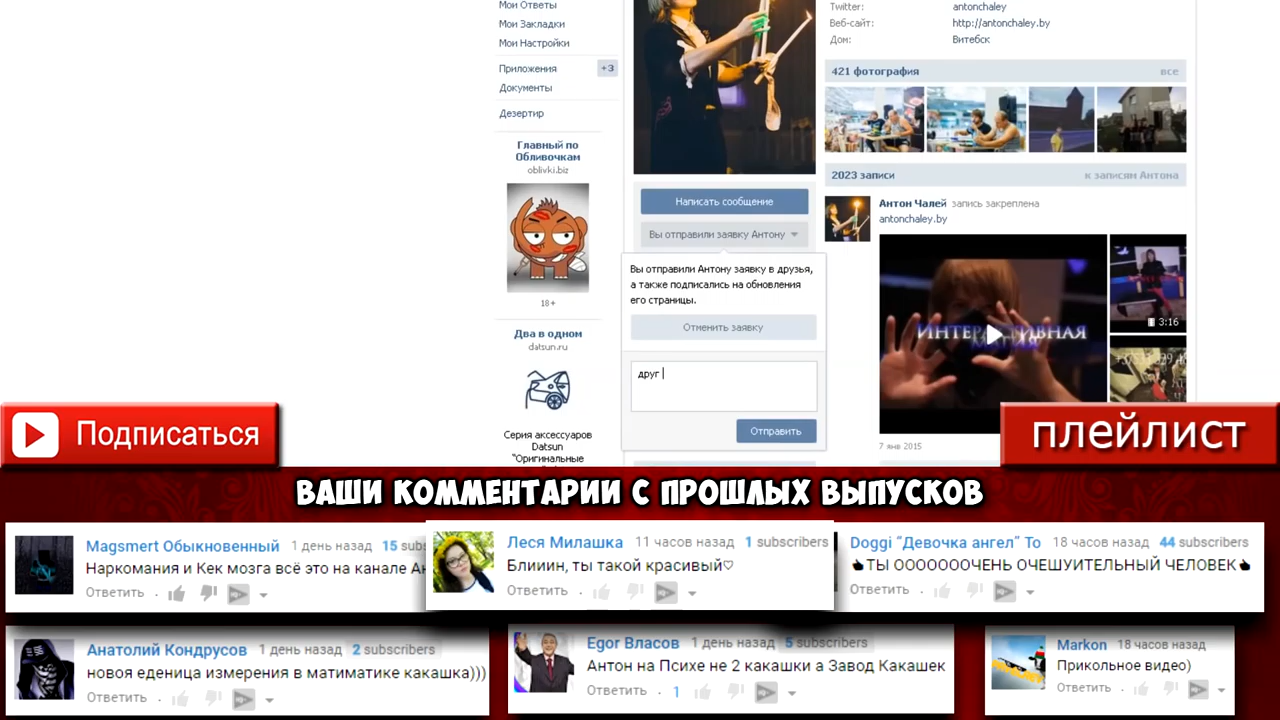 Мои Ответы
Мои Закладки
Мои Настройки
Приложения +3
Документы
Дезертир
Главный по
Обливочкам
oblivki.biz
18+
Два в одном
datsun.ru
Серия аксессуаров
Datsun
"Оригинальные
Написать сообщение
Вы отправили заявку Антону
Вы отправили Антону заявку в друзья,
а также подписались на обновления
его страницы.
Отменить заявку
друг
Отправить
Twitter: antonchaley
Веб-сайт: http://antonchaley.by
Дом: Витебск
421 фотография все
2023 записи к записям Антона
Антон Чалей запись закреплена
antonchaley.by
ИНТЕРАКТИВНАЯ
МАГИЯ
3:16
7 янв 2015
Подписаться
плейлист
ВАШИ КОММЕНТАРИИ С ПРОШЛЫХ ВЫПУСКОВ
Magsmert Обыкновенный 1 день назад 15 subs
Наркомания и Кек мозга всё это на канале Ан
Ответить
Леся Милашка 11 часов назад 1 subscribers
Блииин, ты такой красивый♡
Ответить
Doggi "Девочка ангел" То 18 часов назад 44 subscribers
ТЫ ОООООООЧЕНЬ ОЧЕШУИТЕЛЬНЫЙ ЧЕЛОВЕК
Ответить
Анатолий Кондрусов 1 день назад 2 subscribers
новая еденица измерения в матиматике какашка)))
Ответить
Egor Власов 1 день назад 5 subscribers
Антон на Психе не 2 какашки а Завод Какашек
Ответить · 1
Markon 18 часов назад
Прикольное видео)
Ответить